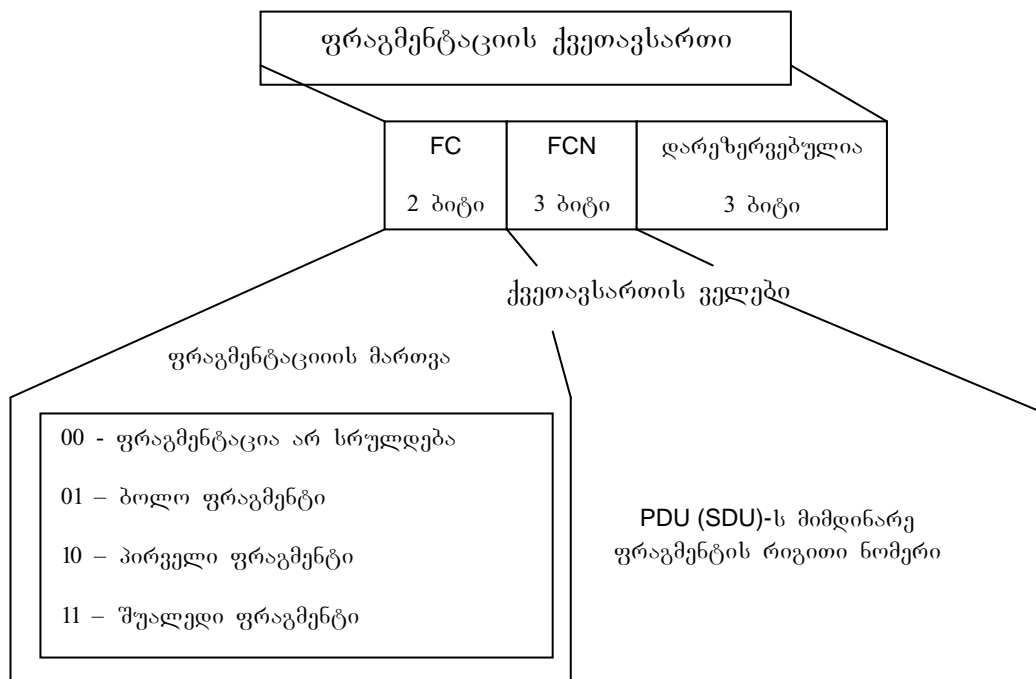 ფრაგმენტაციის ქვეთავსართი
FC
FCN
დარეზერვებულია
2 ბიტი
3 ბიტი
3 ბიტი
ქვეთავსართის ველები
ფრაგმენტაციიის მართვა
00 - ფრაგმენტაცია არ სრულდება
01 – ბოლო ფრაგმენტი
10 – პირველი ფრაგმენტი
11 – შუალედი ფრაგმენტი
PDU (SDU)-ს მიმდინარე
ფრაგმენტის რიგითი ნომერი